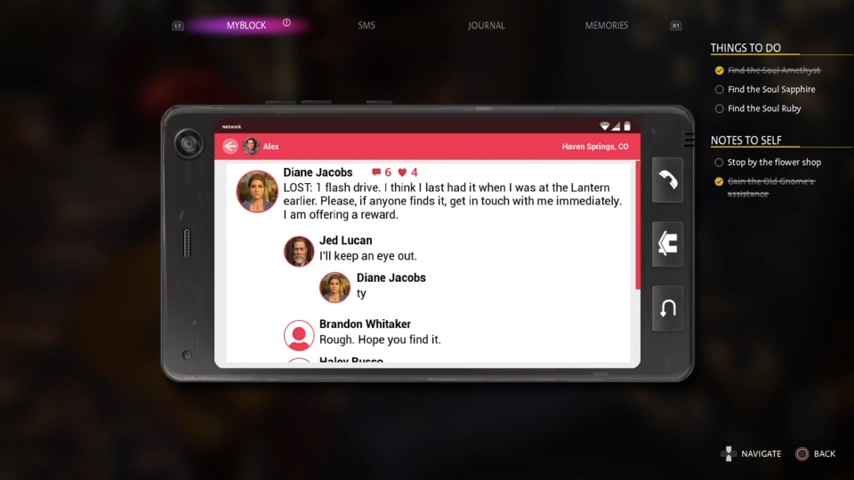 L1
MYBLOCK
SMS
JOURNAL
MEMORIES
R1
THINGS TO DO
Find the Soul Amethyst
Find the Soul Sapphire
Find the Soul Ruby
NOTES TO SELF
Stop by the flower shop
Gain the Old Gnome's
assistance
Network
Alex
Haven Springs, CO
Diane Jacobs 6 4
LOST: 1 flash drive. I think I last had it when I was at the Lantern
earlier. Please, if anyone finds it, get in touch with me immediately.
I am offering a reward.
Jed Lucan
I'll keep an eye out.
Diane Jacobs
ty
Brandon Whitaker
Rough. Hope you find it.
Haley Russo
NAVIGATE
BACK